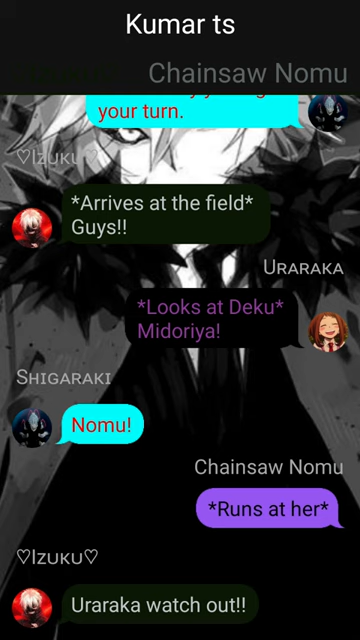 Kumar ts
Chainsaw Nomu
your turn.
♡Izuku♡
*Arrives at the field*
Guys!!
Uraraka
*Looks at Deku*
Midoriya!
Shigaraki
Nomu!
Chainsaw Nomu
*Runs at her*
♡Izuku♡
Uraraka watch out!!